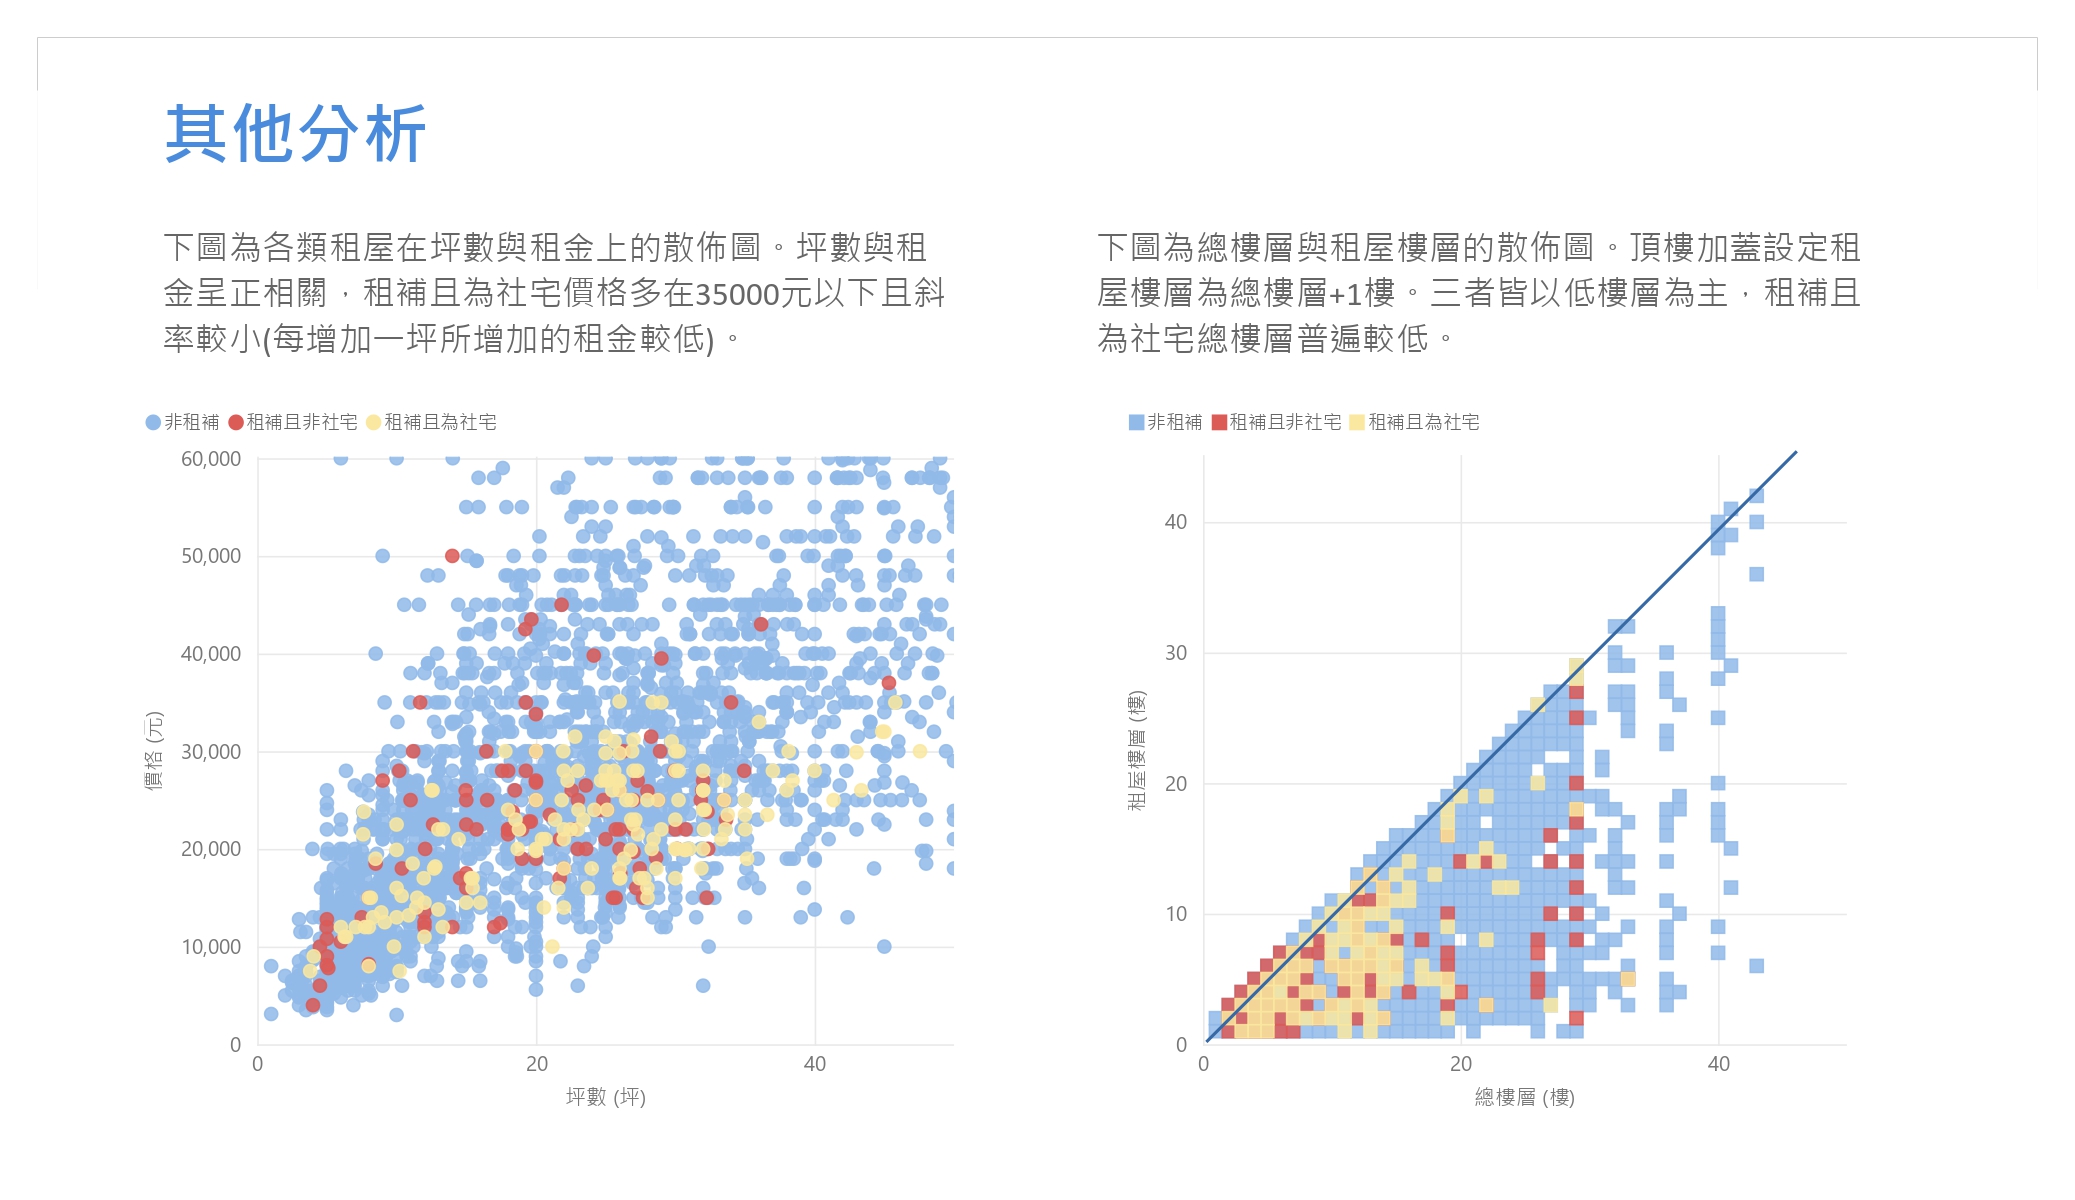 其他分析
下圖為各類租屋在坪數與租金上的散佈圖。坪數與租
金呈正相關，租補且為社宅價格多在35000元以下且斜
率較小(每增加一坪所增加的租金較低)。
下圖為總樓層與租屋樓層的散佈圖。頂樓加蓋設定租
屋樓層為總樓層+1樓。三者皆以低樓層為主，租補且
為社宅總樓層普遍較低。
非租補 租補且非社宅 租補且為社宅
60,000
50,000
40,000
30,000
20,000
10,000
0
價格 (元)
0 20 40
坪數 (坪)
非租補 租補且非社宅 租補且為社宅
40
30
20
10
0
租屋樓層 (樓)
0 20 40
總樓層 (樓)